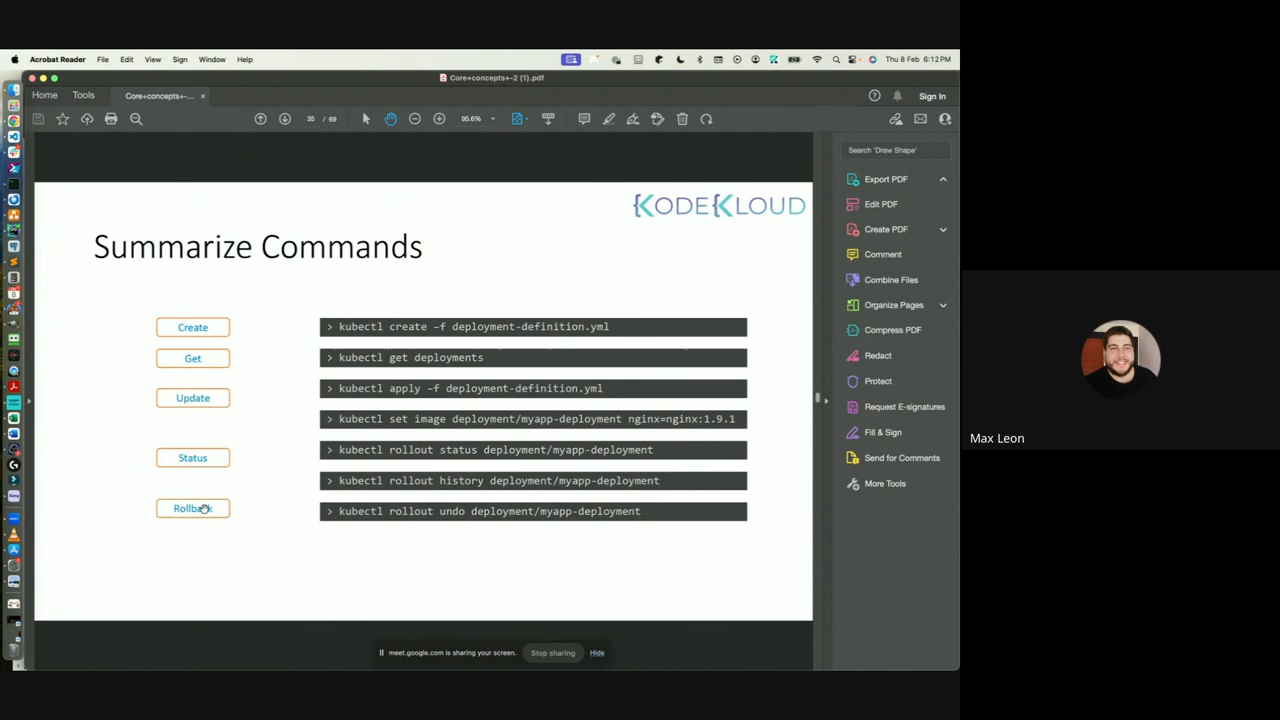 Acrobat Reader File Edit View Sign Window Help Thu 8 Feb 6:12 PM
Core+concepts+-2 (1).pdf
Home Tools Core+concepts+-... × Sign In
35 / 69 95.6%
Search 'Draw Shape'
Export PDF
Edit PDF
Create PDF
Comment
Combine Files
Organize Pages
Compress PDF
Redact
Protect
Request E-signatures
Fill & Sign
Send for Comments
More Tools
KODEKLOUD
Summarize Commands
Create > kubectl create –f deployment-definition.yml
Get > kubectl get deployments
Update > kubectl apply –f deployment-definition.yml
> kubectl set image deployment/myapp-deployment nginx=nginx:1.9.1
Status > kubectl rollout status deployment/myapp-deployment
> kubectl rollout history deployment/myapp-deployment
Rollback > kubectl rollout undo deployment/myapp-deployment
meet.google.com is sharing your screen. Stop sharing Hide
Max Leon